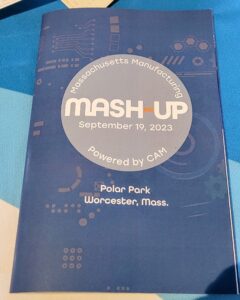 Massachusetts Manufacturing
MASH-UP
September 19, 2023
Powered by CAM
Polar Park
Worcester, Mass.